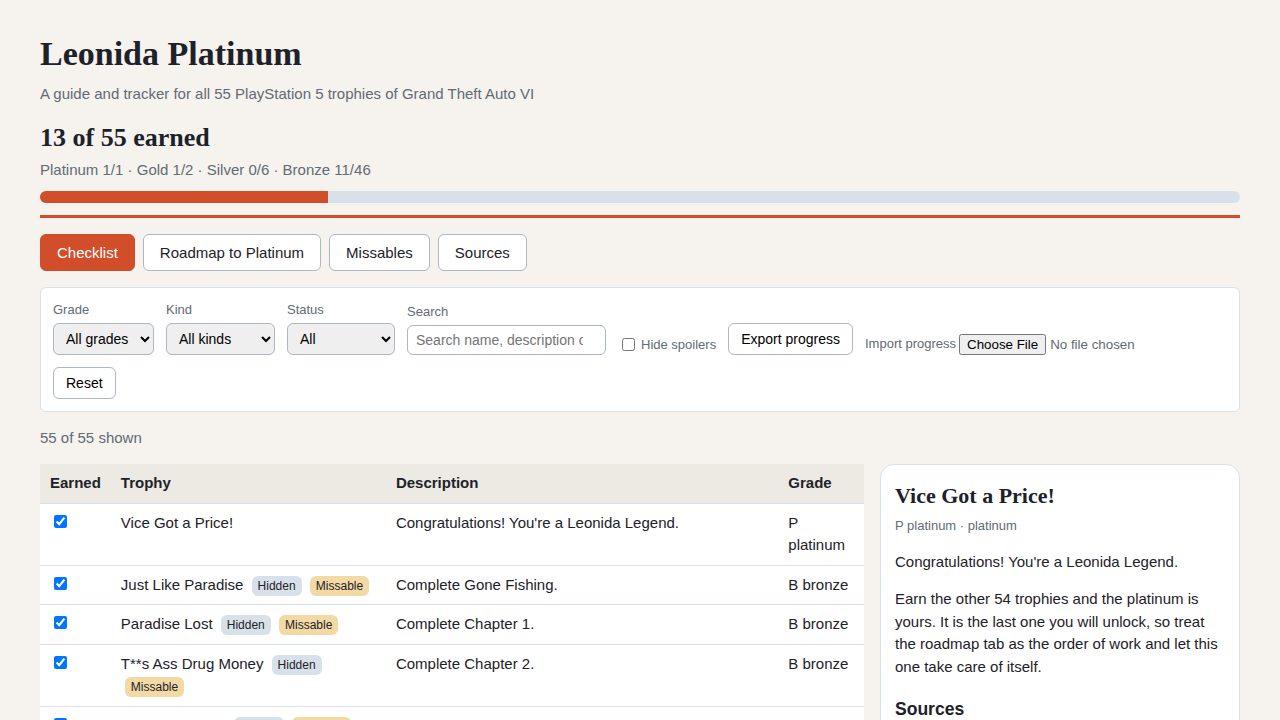 Leonida Platinum
A guide and tracker for all 55 PlayStation 5 trophies of Grand Theft Auto VI
13 of 55 earned
Platinum 1/1 · Gold 1/2 · Silver 0/6 · Bronze 11/46
Checklist Roadmap to Platinum Missables Sources
Grade Kind Status Search
All grades All kinds All Search name, description c Hide spoilers Export progress Import progress Choose File No file chosen
Reset
55 of 55 shown
Earned Trophy Description Grade
Vice Got a Price! Congratulations! You're a Leonida Legend. P
platinum
Just Like Paradise Hidden Missable Complete Gone Fishing. B bronze
Paradise Lost Hidden Missable Complete Chapter 1. B bronze
T**s Ass Drug Money Hidden Complete Chapter 2. B bronze
Missable
Vice Got a Price!
P platinum · platinum
Congratulations! You're a Leonida Legend.
Earn the other 54 trophies and the platinum is
yours. It is the last one you will unlock, so treat
the roadmap tab as the order of work and let this
one take care of itself.
Sources